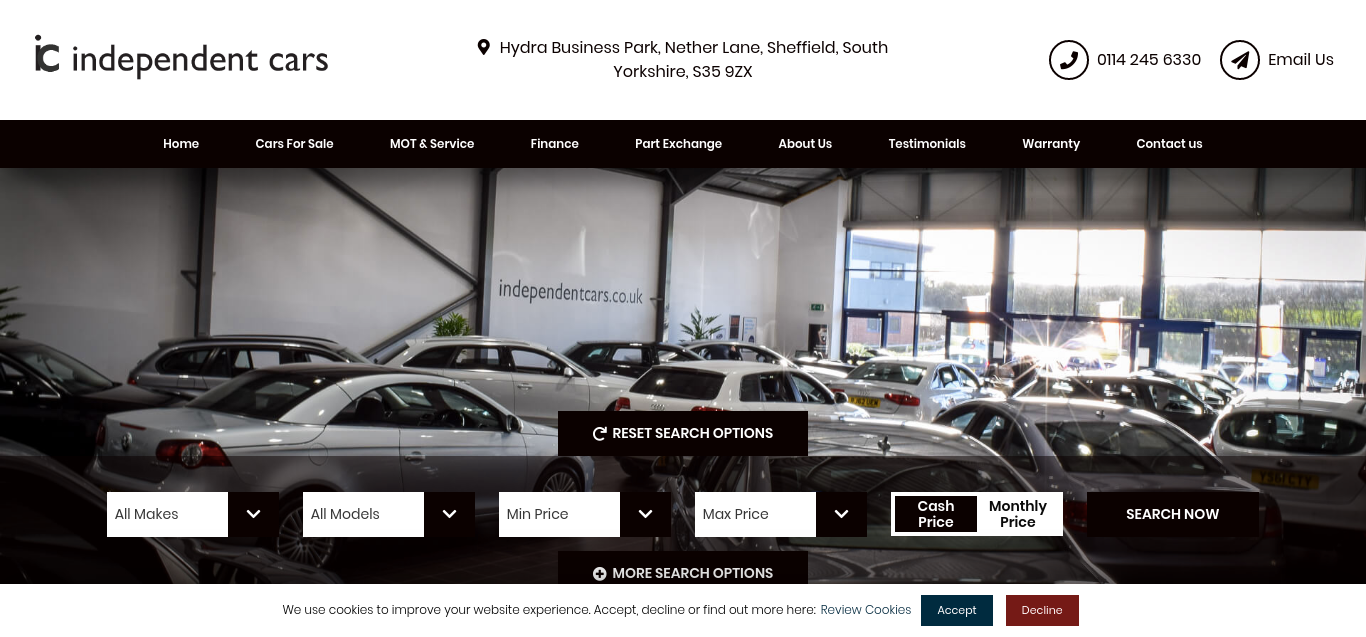 independent cars
Hydra Business Park, Nether Lane, Sheffield, South
Yorkshire, S35 9ZX
0114 245 6330
Email Us
Home Cars For Sale MOT & Service Finance Part Exchange About Us Testimonials Warranty Contact us
independentcars.co.uk
RESET SEARCH OPTIONS
All Makes
All Models
Min Price
Max Price
Cash
Price
Monthly
Price
SEARCH NOW
MORE SEARCH OPTIONS
We use cookies to improve your website experience. Accept, decline or find out more here: Review Cookies Accept Decline